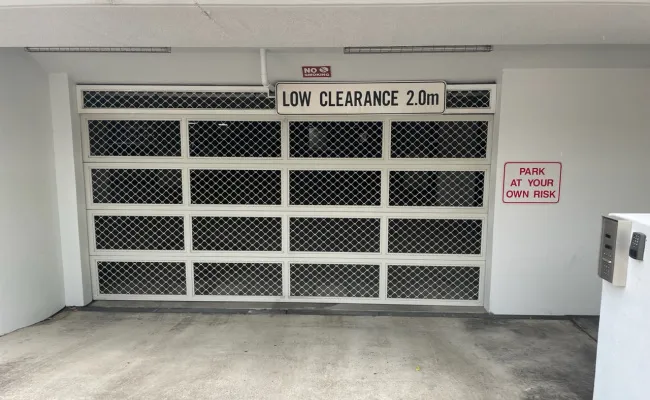 NO
SMOKING
LOW CLEARANCE 2.0m
PARK
AT YOUR
OWN RISK